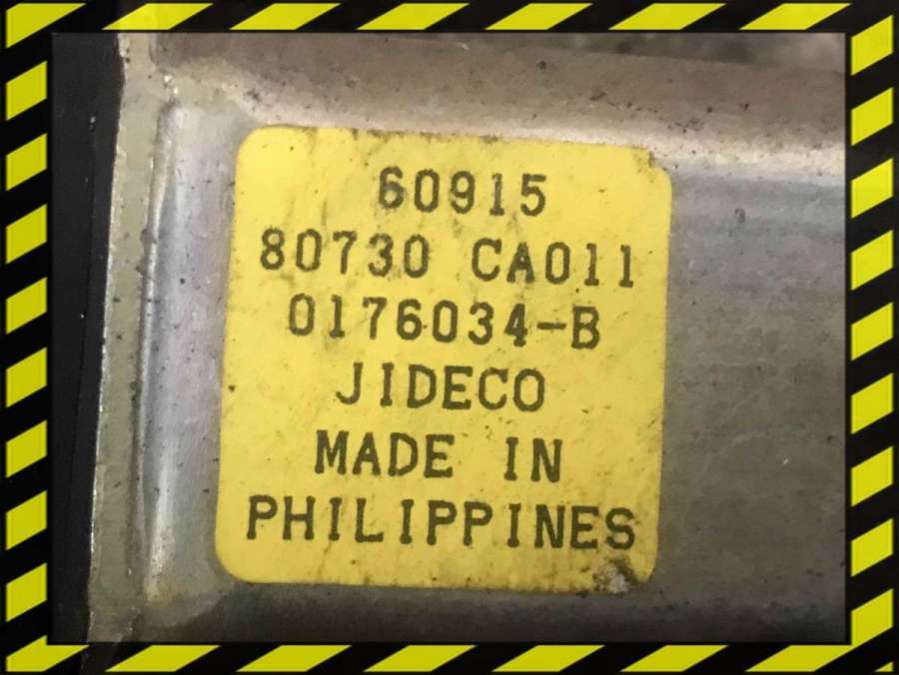 60915
80730 CA011
0176034-B
JIDECO
MADE IN
PHILIPPINES